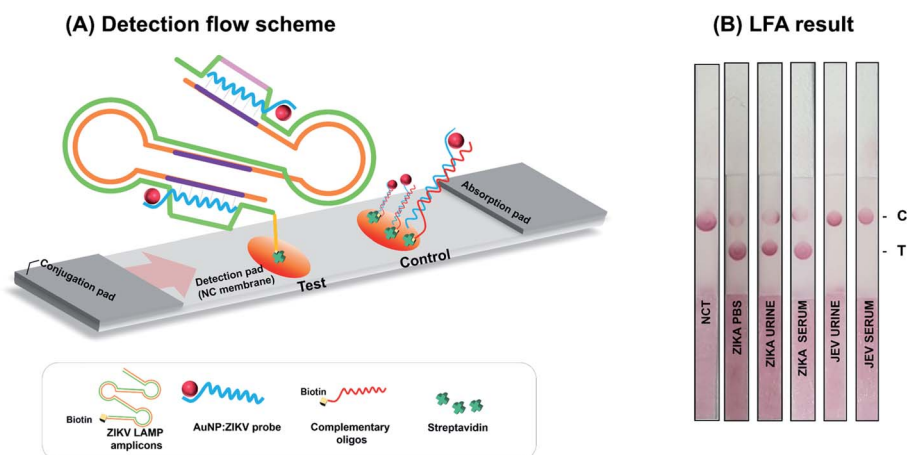 (A) Detection flow scheme
Conjugation pad
Detection pad
(NC membrane)
Test
Control
Absorption pad
Biotin
ZIKV LAMP
amplicons
AuNP:ZIKV probe
Biotin
Complementary
oligos
Streptavidin
(B) LFA result
- C
- T
NCT
ZIKA PBS
ZIKA URINE
ZIKA SERUM
JEV URINE
JEV SERUM